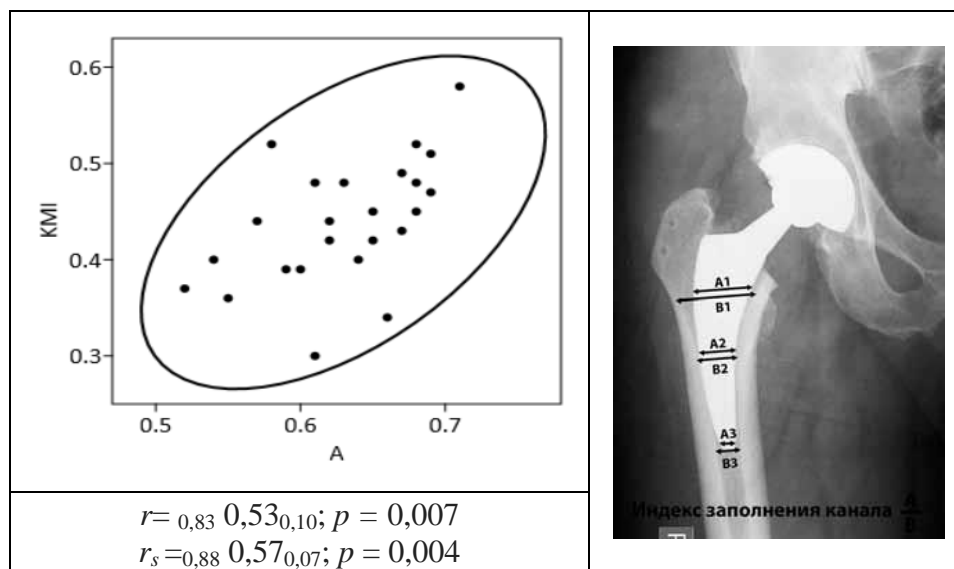 0.6
0.5
KMI
0.4
0.3
0.5 0.6 0.7
A
r= 0,83 0,53 0,10; p = 0,007
rs =0,88 0,57 0,07; p = 0,004
A1
B1
A2
B2
A3
B3
Индекс заполнения канала A
B